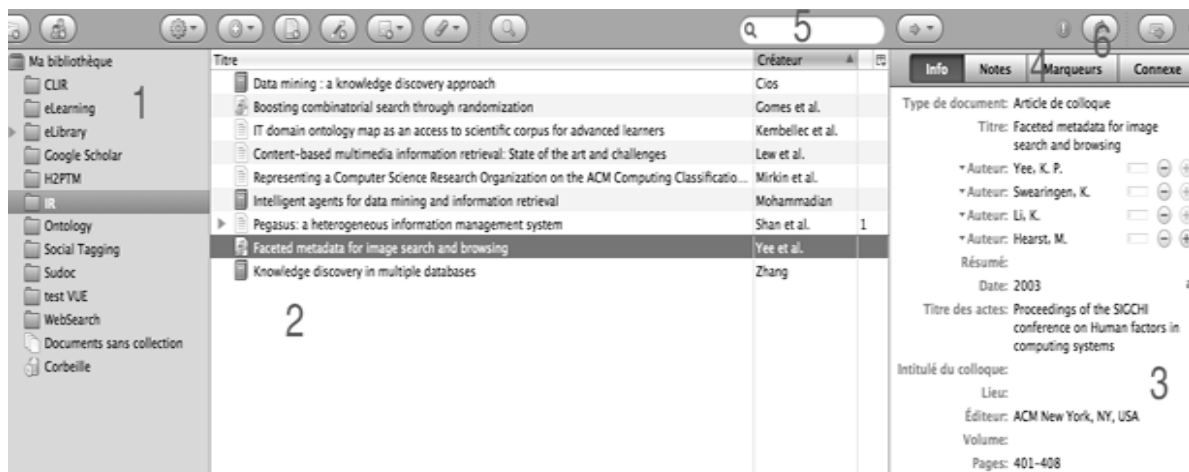 5
6
Ma bibliothèque
CLIR
eLearning
eLibrary
Google Scholar
H2PTM
IR
Ontology
Social Tagging
Sudoc
test VUE
WebSearch
Documents sans collection
Corbeille
1
Titre Créateur
Data mining : a knowledge discovery approach Cios
Boosting combinatorial search through randomization Gomes et al.
IT domain ontology map as an access to scientific corpus for advanced learners Kembellec et al.
Content-based multimedia information retrieval: State of the art and challenges Lew et al.
Representing a Computer Science Research Organization on the ACM Computing Classificatio... Mirkin et al.
Intelligent agents for data mining and information retrieval Mohammadian
Pegasus: a heterogeneous information management system Shan et al. 1
Faceted metadata for image search and browsing Yee et al.
Knowledge discovery in multiple databases Zhang
2
4
Info Notes Marqueurs Connexe
Type de document: Article de colloque
Titre: Faceted metadata for image
search and browsing
Auteur: Yee, K. P.
Auteur: Swearingen, K.
Auteur: Li, K.
Auteur: Hearst, M.
Résumé:
Date: 2003
Titre des actes: Proceedings of the SIGCHI
conference on Human factors in
computing systems
Intitulé du colloque:
Lieu:
Éditeur: ACM New York, NY, USA
Volume:
Pages: 401-408
3